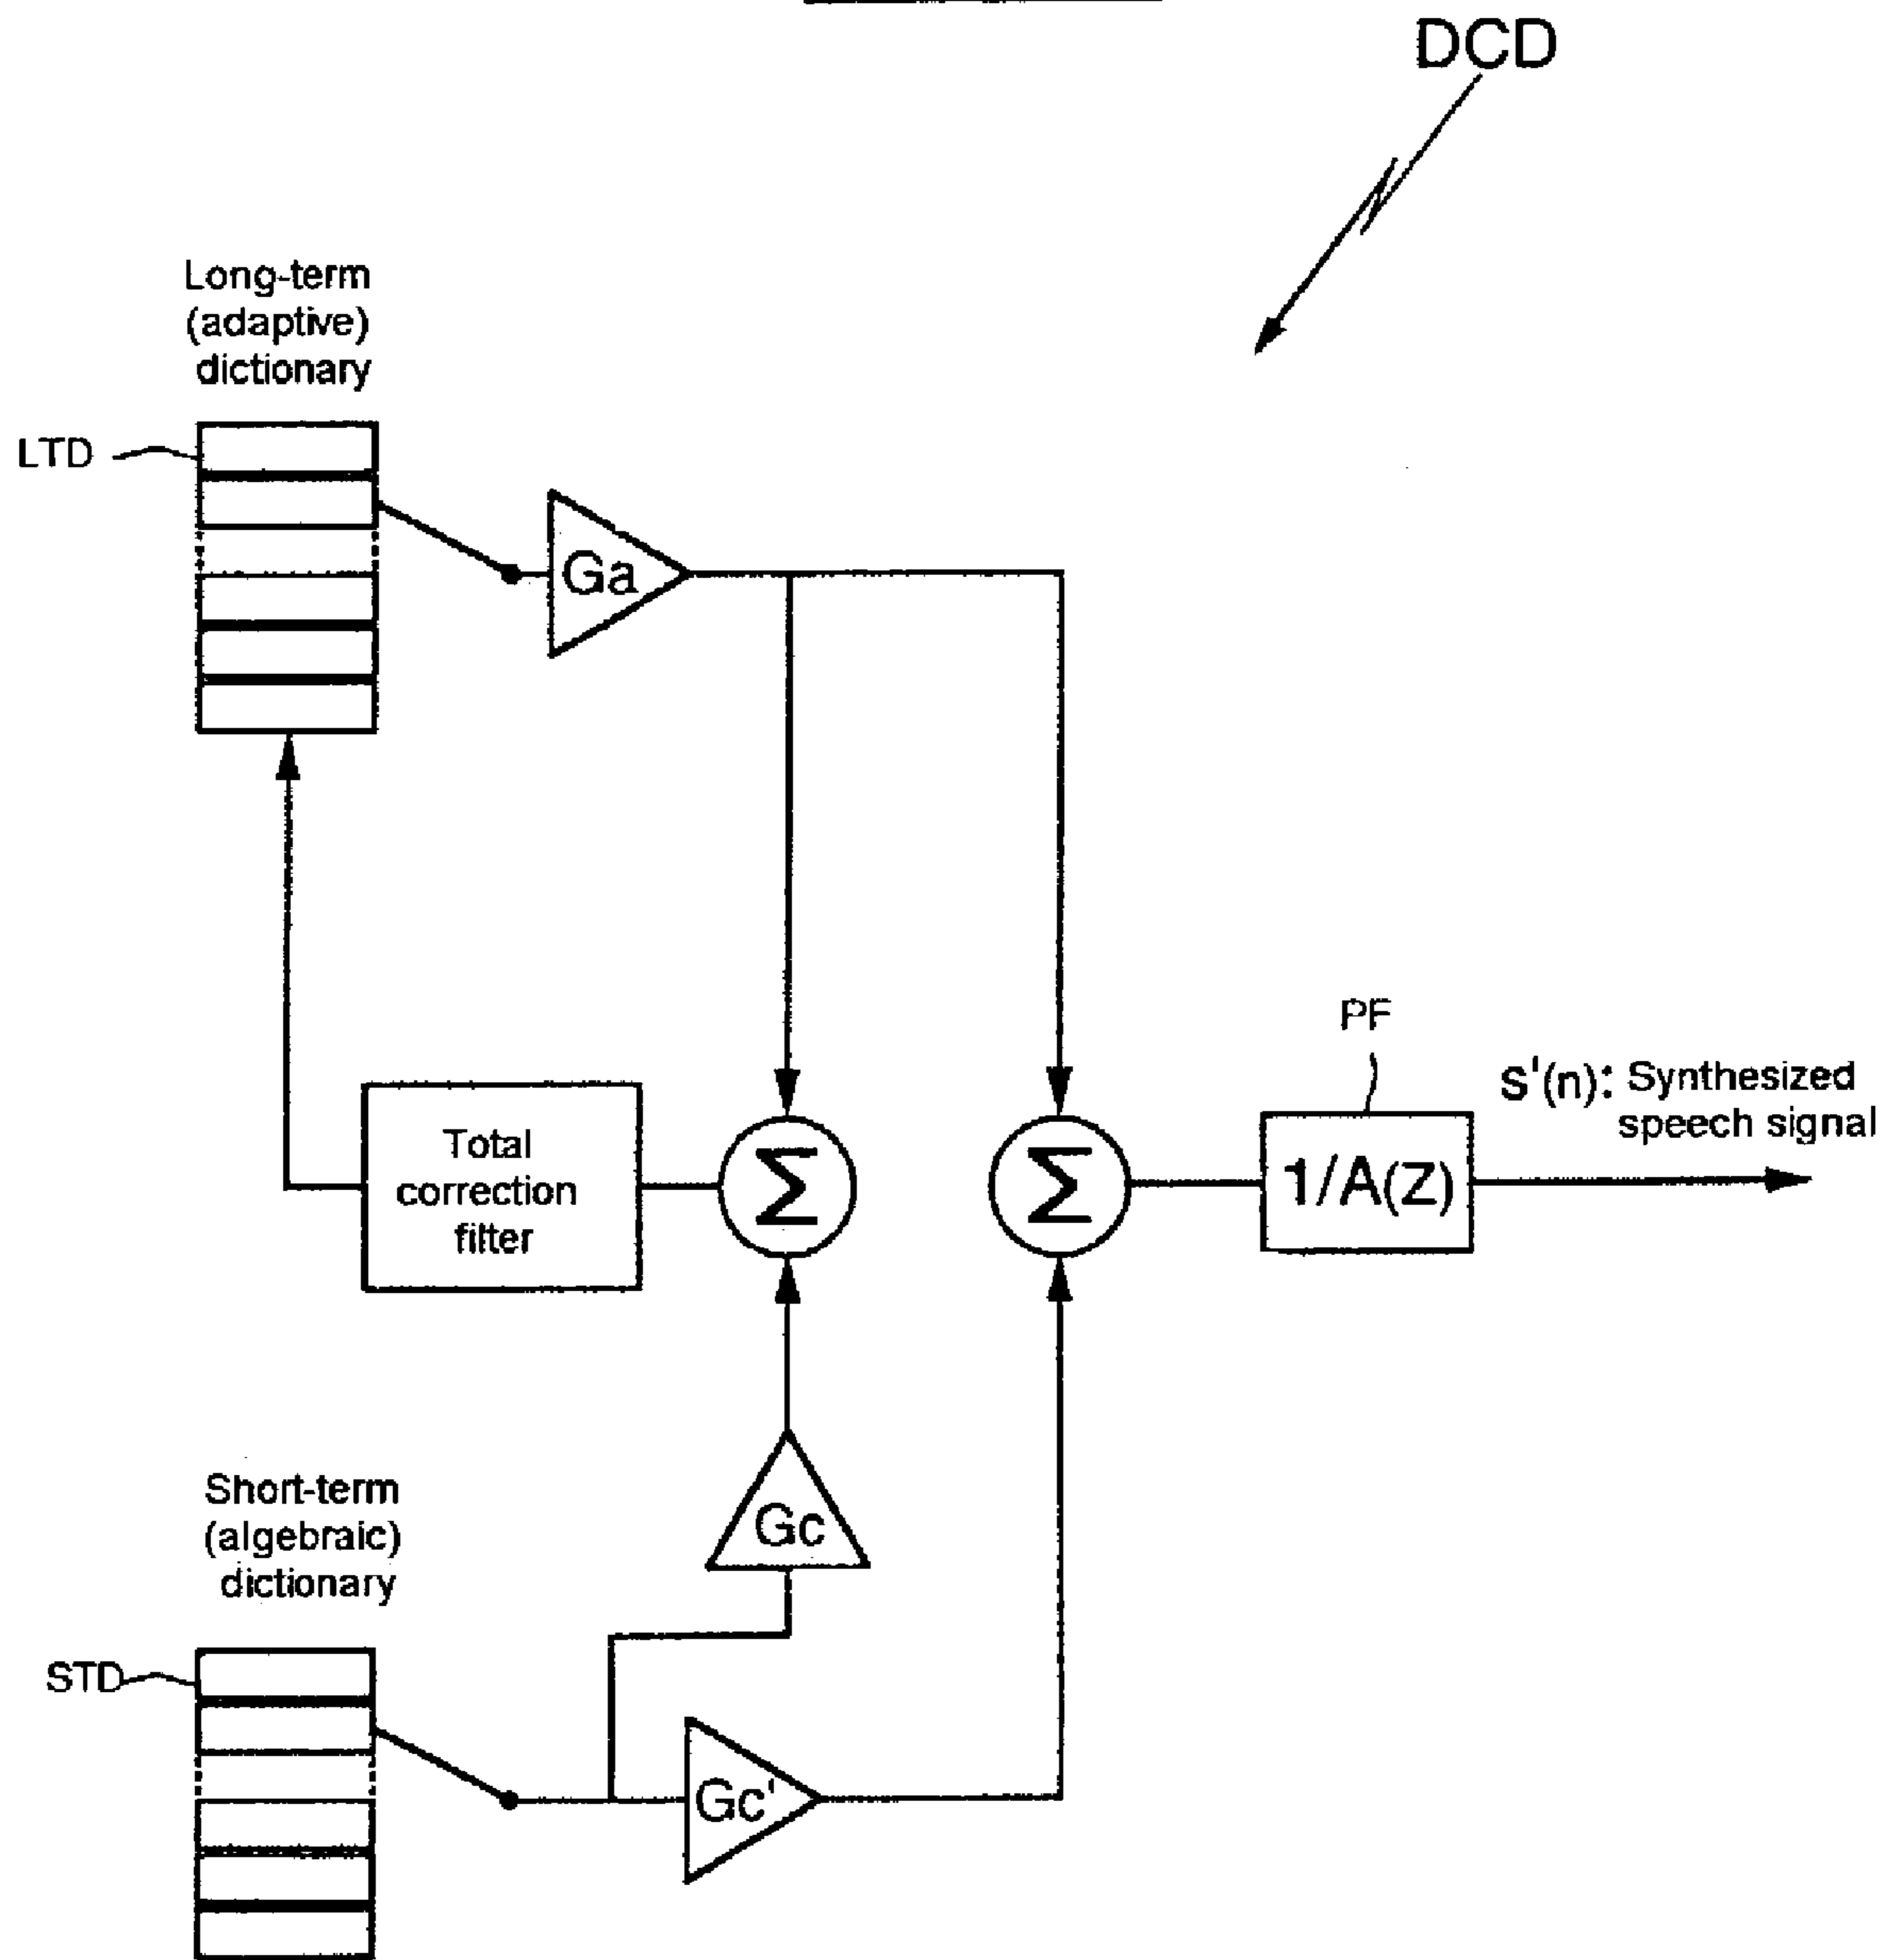 DCD
Long-term
(adaptive)
dictionary
LTD
Ga
PF
S'(n): Synthesized
speech signal
Total
correction
filter
Σ
Σ
1/A(Z)
Gc
Short-term
(algebraic)
dictionary
STD
Gc'